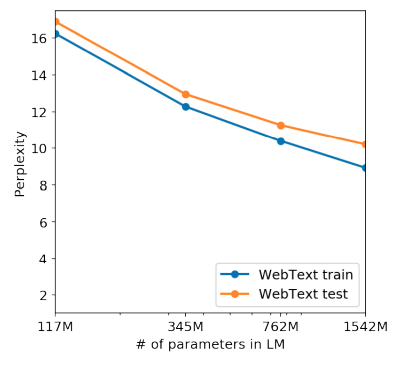 16
14
12
10
8
6
4
2
Perplexity
WebText train
WebText test
117M 345M 762M 1542M
# of parameters in LM